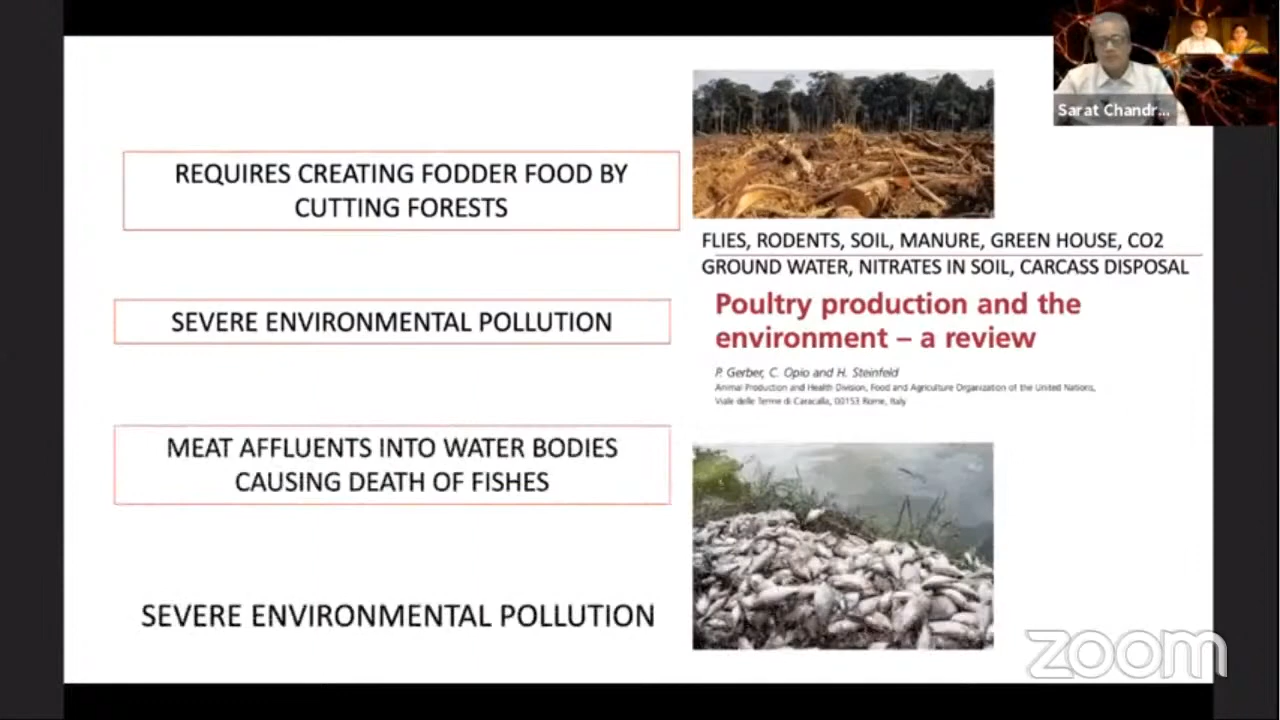 Sarat Chandr...
REQUIRES CREATING FODDER FOOD BY
CUTTING FORESTS
FLIES, RODENTS, SOIL, MANURE, GREEN HOUSE, CO2
GROUND WATER, NITRATES IN SOIL, CARCASS DISPOSAL
SEVERE ENVIRONMENTAL POLLUTION
Poultry production and the
environment – a review
P. Gerber, C. Opio and H. Steinfeld
Animal Production and Health Division, Food and Agriculture Organization of the United Nations,
Viale delle Terme di Caracalla, 00153 Rome, Italy
MEAT AFFLUENTS INTO WATER BODIES
CAUSING DEATH OF FISHES
SEVERE ENVIRONMENTAL POLLUTION
zoom